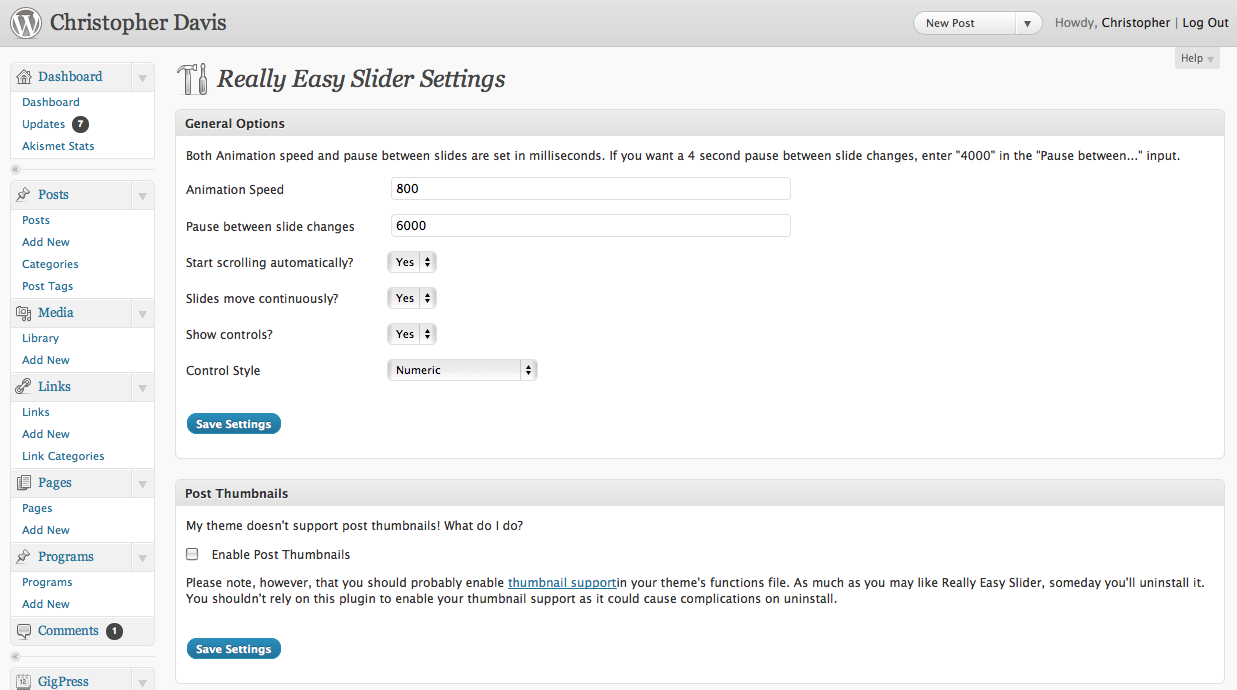 Christopher Davis
New Post
Howdy, Christopher | Log Out
Help
Dashboard
Dashboard
Updates 7
Akismet Stats
Posts
Posts
Add New
Categories
Post Tags
Media
Library
Add New
Links
Links
Add New
Link Categories
Pages
Pages
Add New
Programs
Programs
Add New
Comments 1
GigPress
Really Easy Slider Settings
General Options
Both Animation speed and pause between slides are set in milliseconds. If you want a 4 second pause between slide changes, enter "4000" in the "Pause between..." input.
Animation Speed 800
Pause between slide changes 6000
Start scrolling automatically? Yes
Slides move continuously? Yes
Show controls? Yes
Control Style Numeric
Save Settings
Post Thumbnails
My theme doesn't support post thumbnails! What do I do?
Enable Post Thumbnails
Please note, however, that you should probably enable thumbnail supportin your theme's functions file. As much as you may like Really Easy Slider, someday you'll uninstall it.
You shouldn't rely on this plugin to enable your thumbnail support as it could cause complications on uninstall.
Save Settings